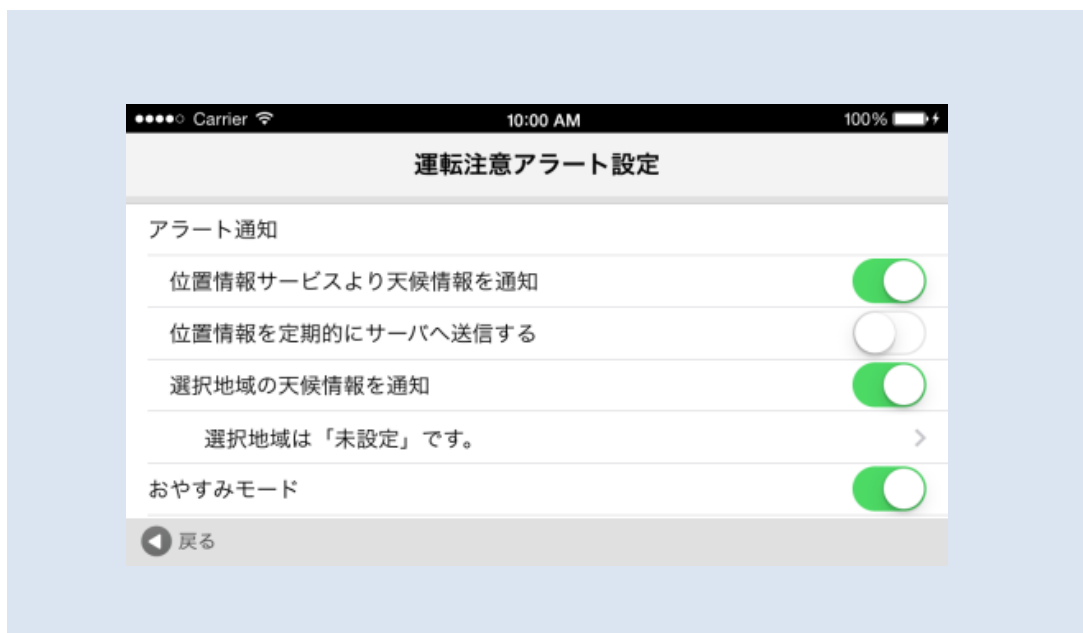 Carrier 10:00 AM 100%
運転注意アラート設定
アラート通知
位置情報サービスより天候情報を通知
位置情報を定期的にサーバへ送信する
選択地域の天候情報を通知
選択地域は「未設定」です。
おやすみモード
戻る